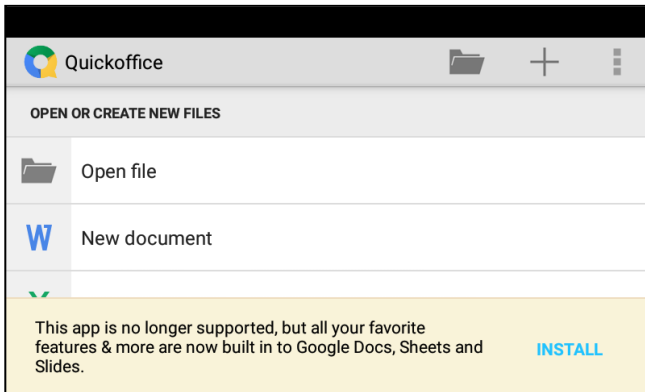 Quickoffice
OPEN OR CREATE NEW FILES
Open file
W New document
This app is no longer supported, but all your favorite
features & more are now built in to Google Docs, Sheets and
Slides.
INSTALL